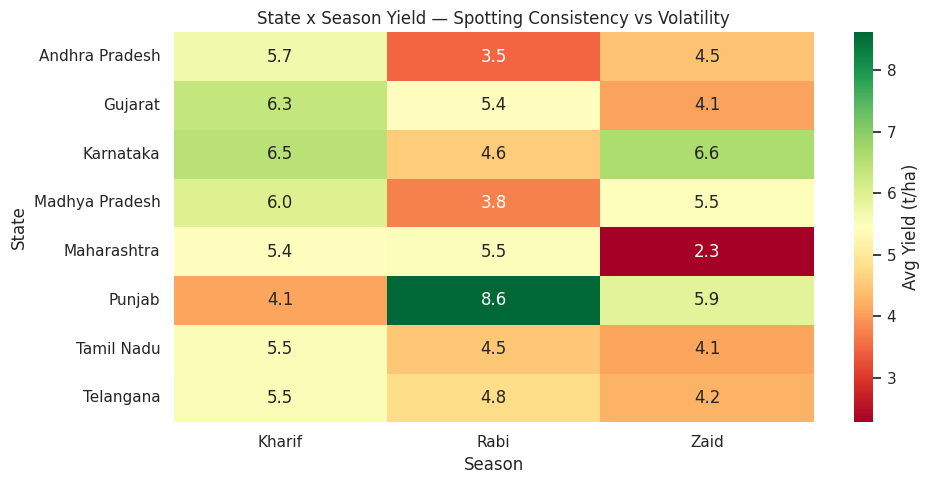 State x Season Yield — Spotting Consistency vs Volatility
State
Andhra Pradesh 5.7 3.5 4.5
Gujarat 6.3 5.4 4.1
Karnataka 6.5 4.6 6.6
Madhya Pradesh 6.0 3.8 5.5
Maharashtra 5.4 5.5 2.3
Punjab 4.1 8.6 5.9
Tamil Nadu 5.5 4.5 4.1
Telangana 5.5 4.8 4.2
Kharif Rabi Zaid
Season
8
7
6
5
4
3
Avg Yield (t/ha)